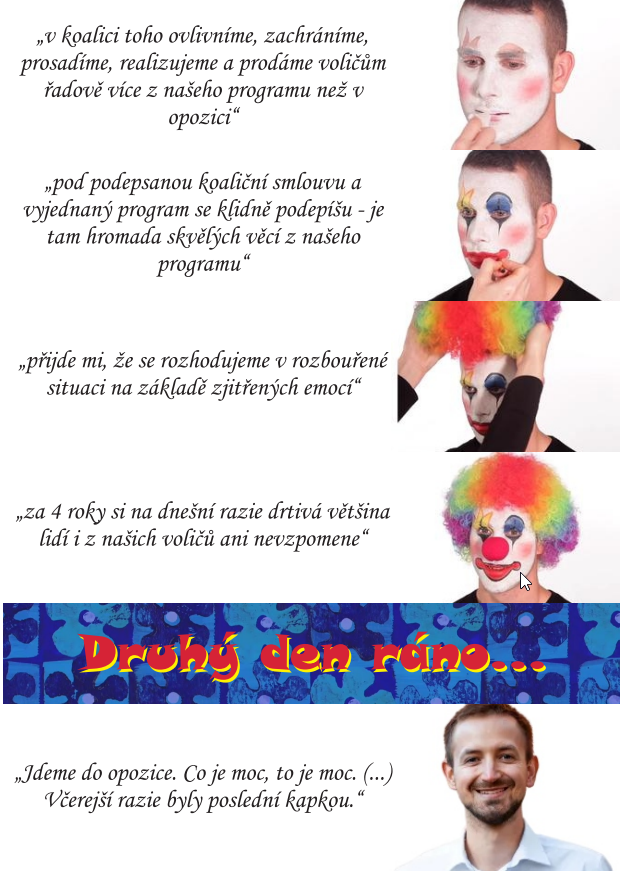 „v koalici toho ovlivníme, zachráníme,
prosadíme, realizujeme a prodáme voličům
řadově více z našeho programu než v
opozici“
„pod podepsanou koaliční smlouvu a
vyjednaný program se klidně podepíšu - je
tam hromada skvělých věcí z našeho
programu“
„přijde mi, že se rozhodujeme v rozbouřené
situaci na základě zjitřených emocí“
„za 4 roky si na dnešní razie drtivá většina
lidí i z našich voličů ani nevzpomene“
Druhý den ráno...
„Jdeme do opozice. Co je moc, to je moc. (...)
Včerejší razie byly poslední kapkou.“